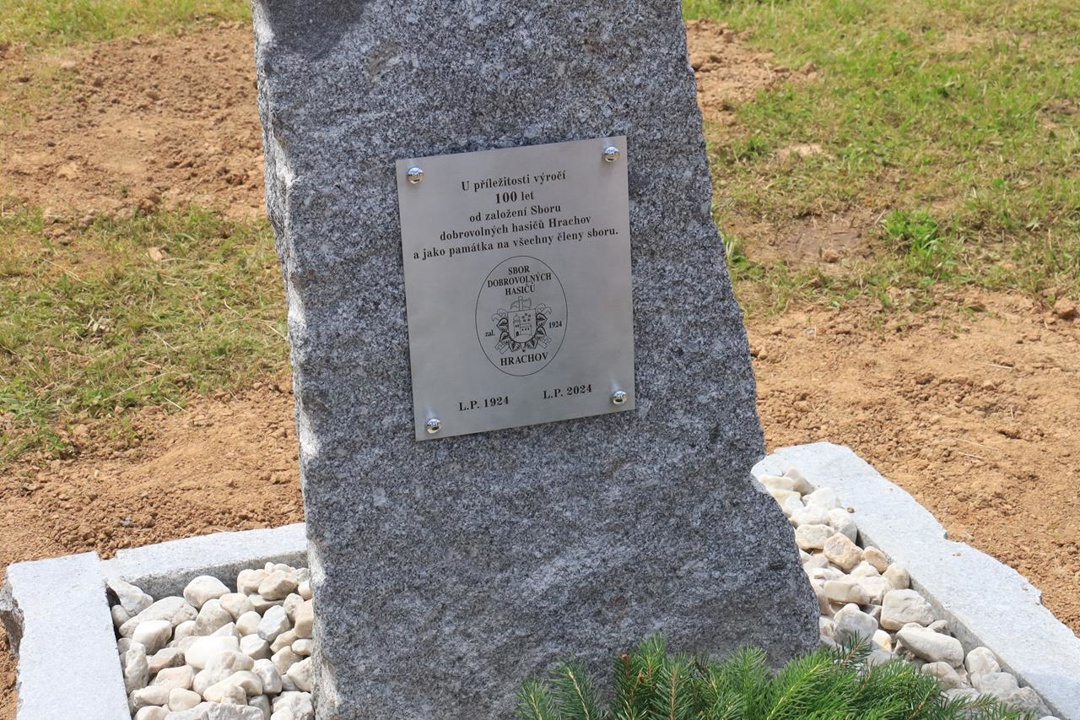 U příležitosti výročí
100 let
od založení Sboru
dobrovolných hasičů Hrachov
a jako památka na všechny členy sboru.
SBOR
DOBROVOLNÝCH
HASIČŮ
zal. 1924
HRACHOV
L.P. 1924 L.P. 2024